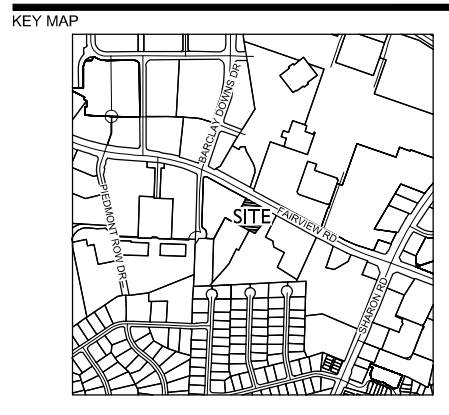 KEY MAP
BARCLAY DOWNS DR
SITE
FAIRVIEW RD
PIEDMONT ROW DR
SHARON RD